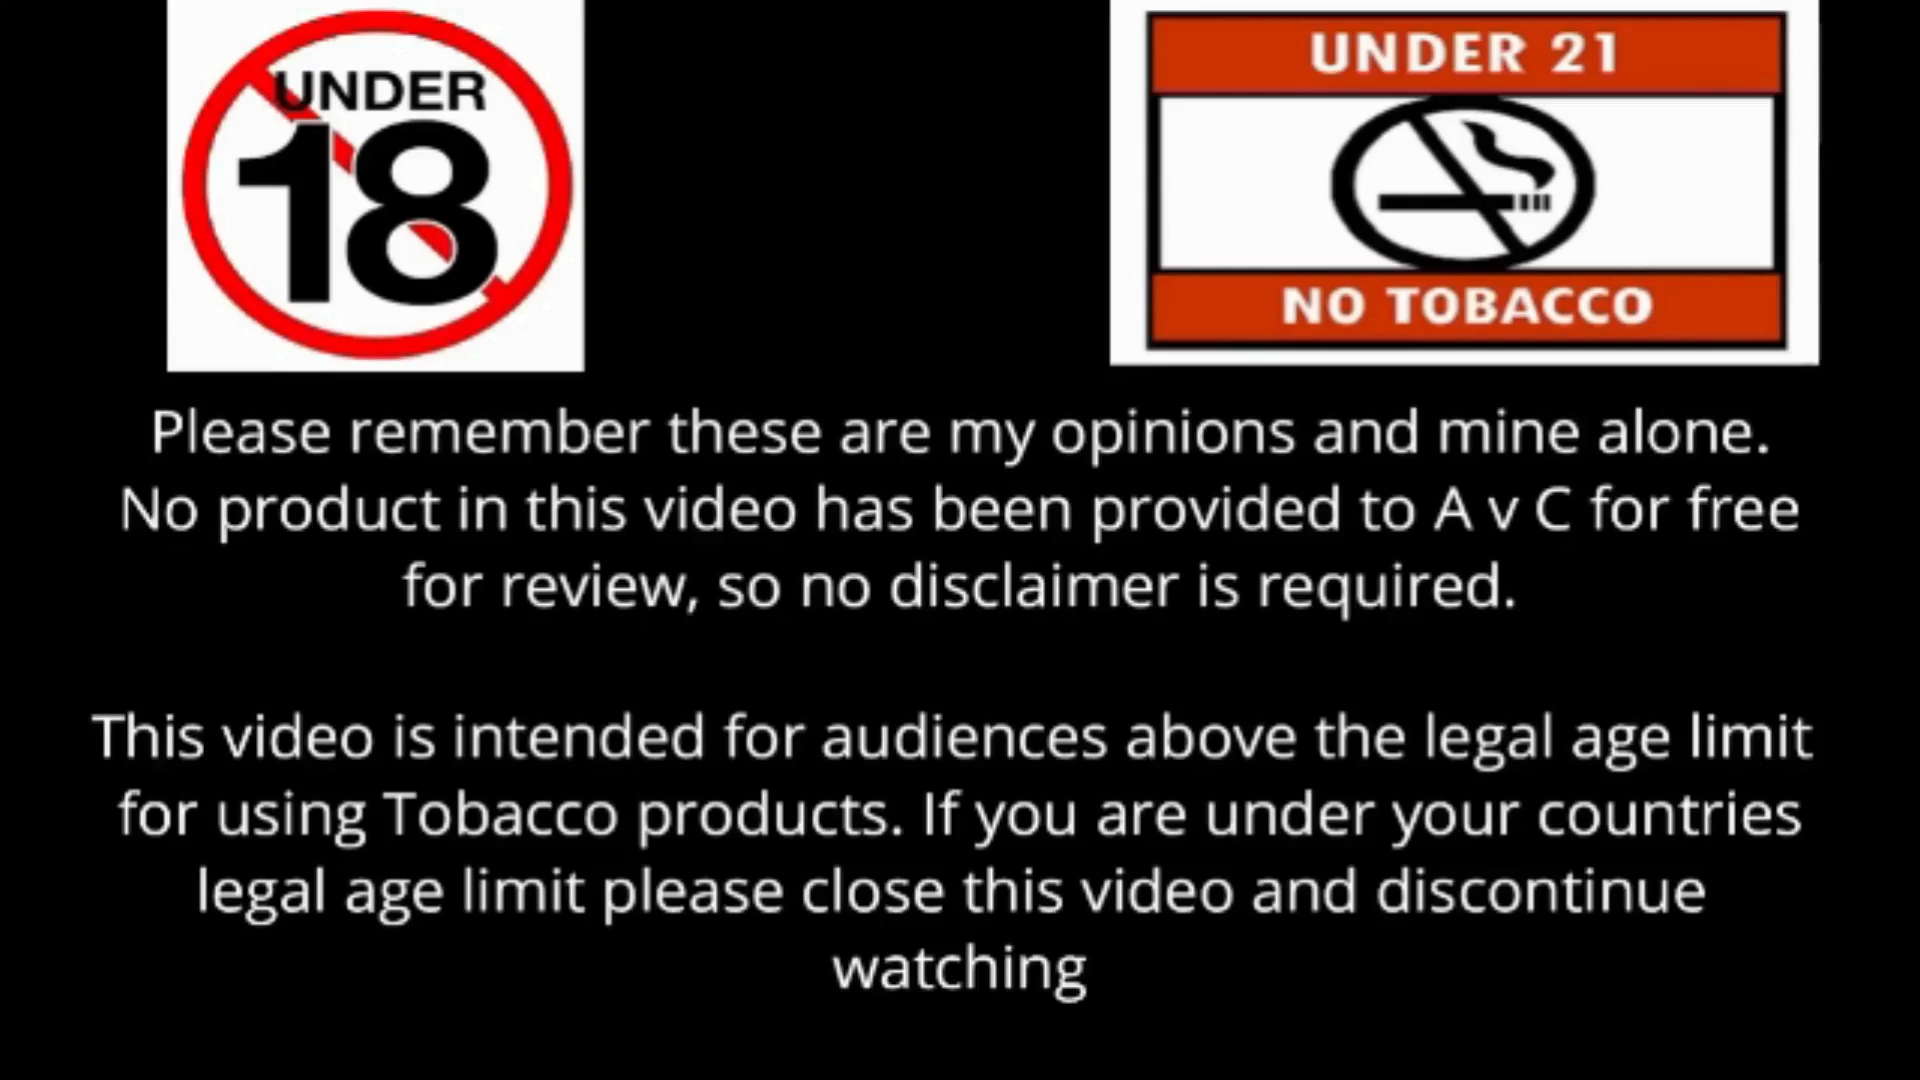 UNDER
18
UNDER 21
NO TOBACCO
Please remember these are my opinions and mine alone.
No product in this video has been provided to A v C for free
for review, so no disclaimer is required.
This video is intended for audiences above the legal age limit
for using Tobacco products. If you are under your countries
legal age limit please close this video and discontinue
watching